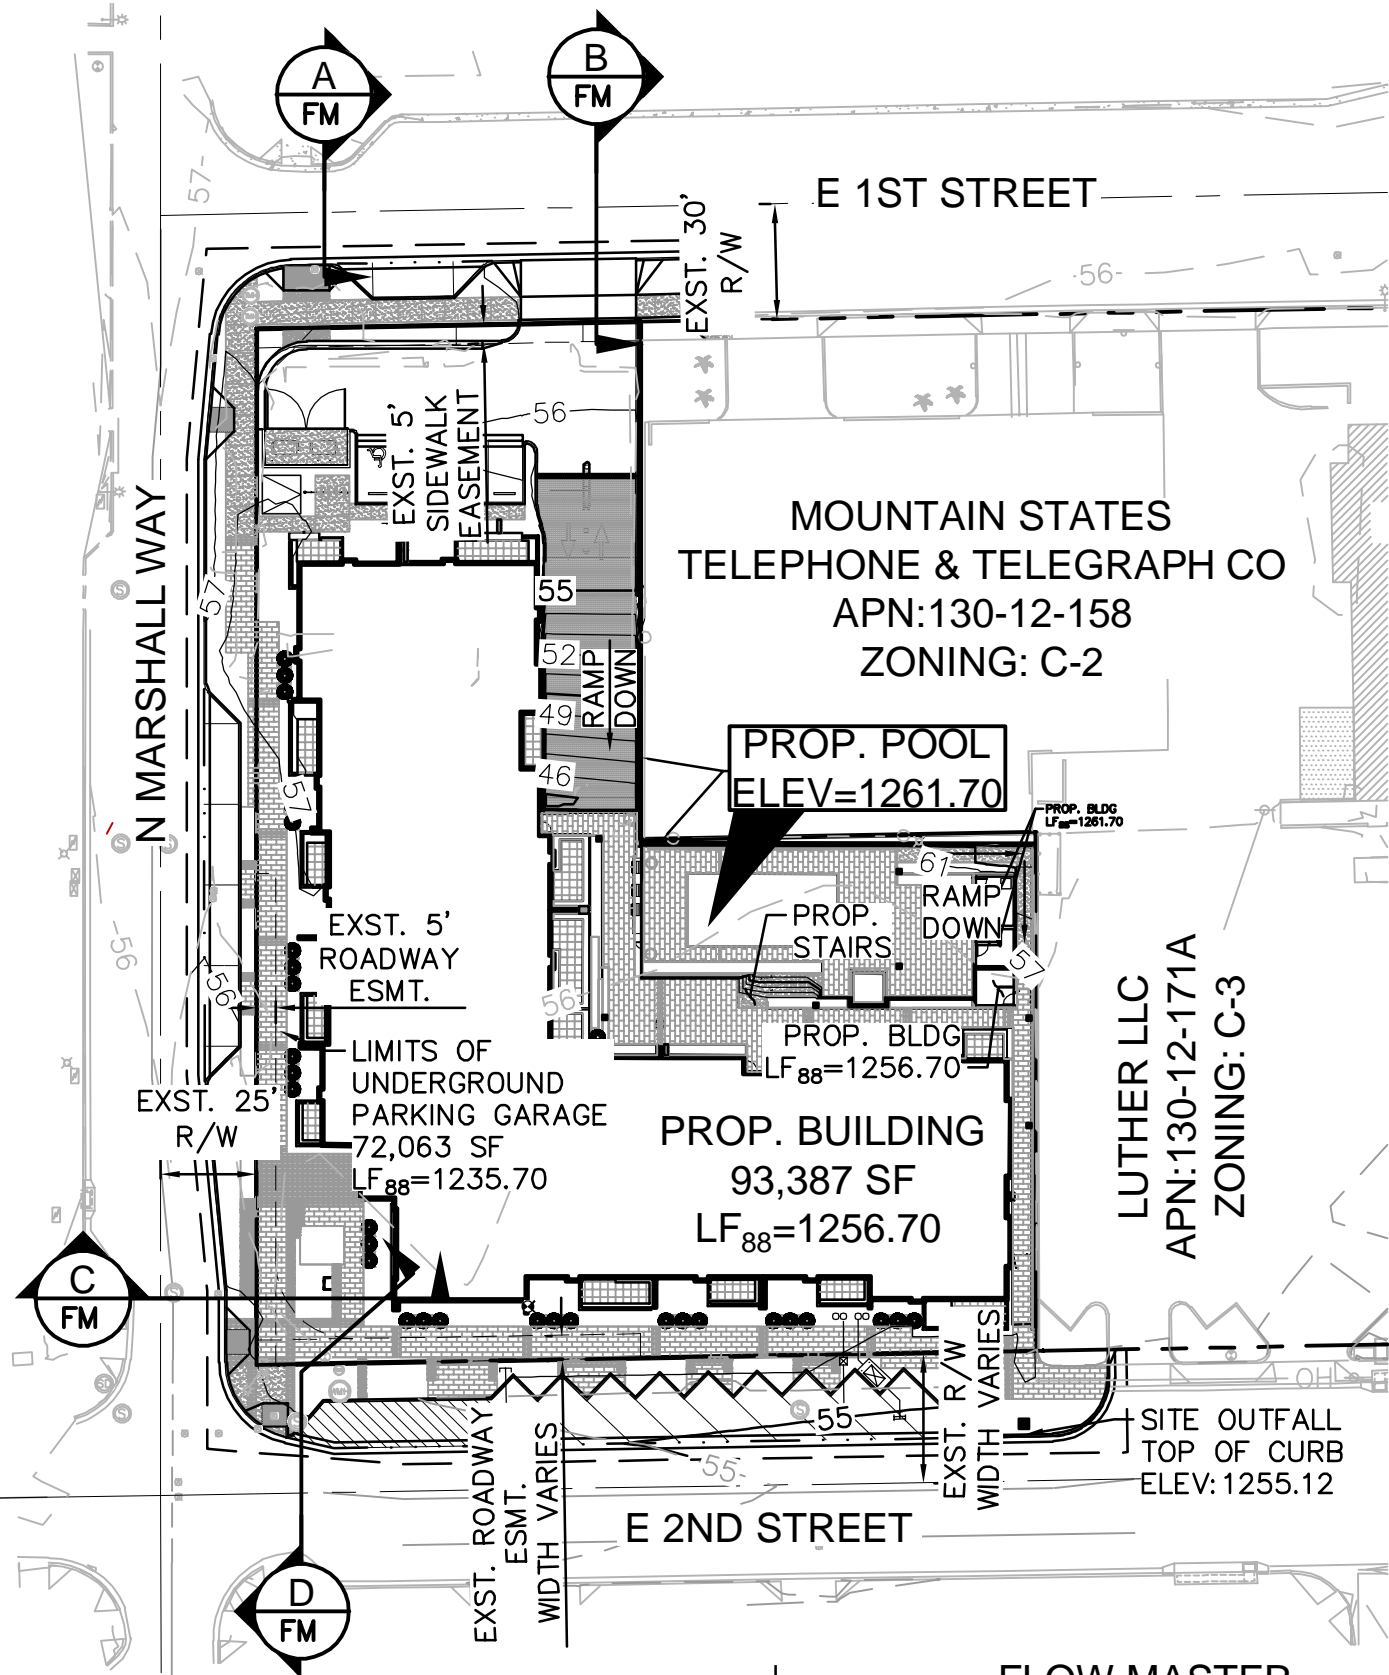 A
FM
B
FM
E 1ST STREET
EXST. 30'
R/W
57
56
N MARSHALL WAY
EXST. 5'
SIDEWALK
EASEMENT
56
MOUNTAIN STATES
TELEPHONE & TELEGRAPH CO
APN:130-12-158
ZONING: C-2
57
55
52
49
46
RAMP
DOWN
PROP. POOL
ELEV=1261.70
PROP. BLDG
LF88=1261.70
57
61
RAMP
DOWN
PROP.
STAIRS
57
EXST. 5'
ROADWAY
ESMT.
56
56
56
LUTHER LLC
APN:130-12-171A
ZONING: C-3
PROP. BLDG
LF88=1256.70
LIMITS OF
UNDERGROUND
PARKING GARAGE
72,063 SF
LF88=1235.70
EXST. 25'
R/W
PROP. BUILDING
93,387 SF
LF88=1256.70
C
FM
EXST. R/W
WIDTH VARIES
OH
55
55
SITE OUTFALL
TOP OF CURB
ELEV:1255.12
EXST. ROADWAY
ESMT.
WIDTH VARIES
E 2ND STREET
D
FM
FLOW MASTER